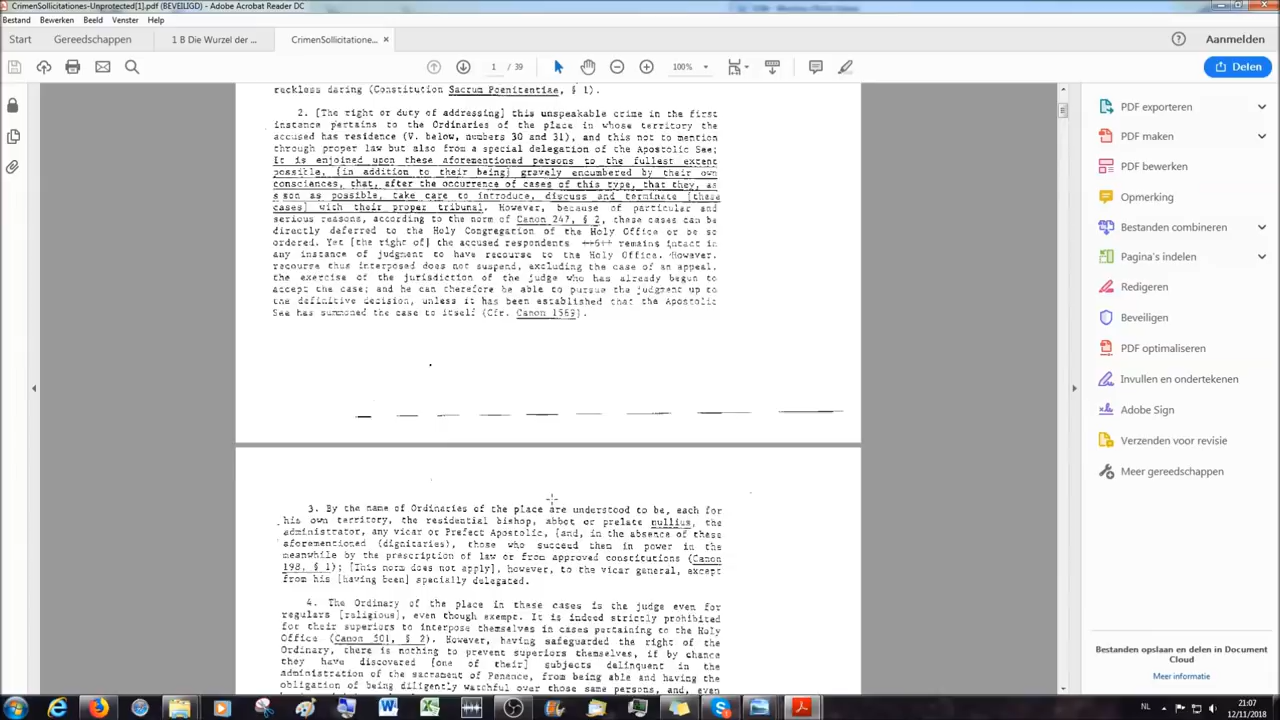 CrimenSollicitationes-Unprotected[1].pdf (BEVEILIGD) - Adobe Acrobat Reader DC
Bestand Bewerken Beeld Venster Help
Start Gereedschappen 1 B Die Wurzel der ... CrimenSollicitatione... × Aanmelden
1 / 39 100% Delen
reckless daring (Constitution Sacrum Poenitentiae, § 1).
2. [The right or duty of addressing] this unspeakable crime in the first
instance pertains to the Ordinaries of the place in whose territory the
accused has residence (V. below, numbers 30 and 31), and this not to mention
through proper law but also from a special delegation of the Apostolic See;
It is enjoined upon these aforementioned persons to the fullest extent
possible, [in addition to their being] gravely encumbered by their own
consciences, that, after the occurrence of cases of this type, that they, as
soon as possible, take care to introduce, discuss and terminate [these
cases] with their proper tribunal. However, because of particular and
serious reasons, according to the norm of Canon 247, § 2, these cases can be
directly deferred to the Holy Congregation of the Holy Office or be so
ordered. Yet [the right of] the accused respondents remains intact in
any instance of judgment to have recourse to the Holy Office. However,
recourse thus interposed does not suspend, excluding the case of an appeal,
the exercise of the jurisdiction of the judge who has already begun to
accept the case; and he can therefore be able to pursue the judgment up to
the definitive decision, unless it has been established that the Apostolic
See has summoned the case to itself (Cfr. Canon 1569).
3. By the name of Ordinaries of the place are understood to be, each for
his own territory, the residential bishop, abbot or prelate nullius, the
administrator, any vicar or Prefect Apostolic, [and, in the absence of these
aforementioned (dignitaries), those who succeed them in power in the
meanwhile by the prescription of law or from approved constitutions (Canon
198, § 1); [This norm does not apply], however, to the vicar general, except
from his [having been] specially delegated.
4. The Ordinary of the place in these cases is the judge even for
regulars [religious], even though exempt. It is indeed strictly prohibited
for their superiors to interpose themselves in cases pertaining to the Holy
Office (Canon 501, § 2). However, having safeguarded the right of the
Ordinary, there is nothing to prevent superiors themselves, if by chance
they have discovered [one of their] subjects delinquent in the
administration of the sacrament of Penance, from being able and having the
obligation of being diligently watchful over those same persons, and, even
PDF exporteren
PDF maken
PDF bewerken
Opmerking
Bestanden combineren
Pagina's indelen
Redigeren
Beveiligen
PDF optimaliseren
Invullen en ondertekenen
Adobe Sign
Verzenden voor revisie
Meer gereedschappen
Bestanden opslaan en delen in Document
Cloud
Meer informatie
NL 21:07
12/11/2018